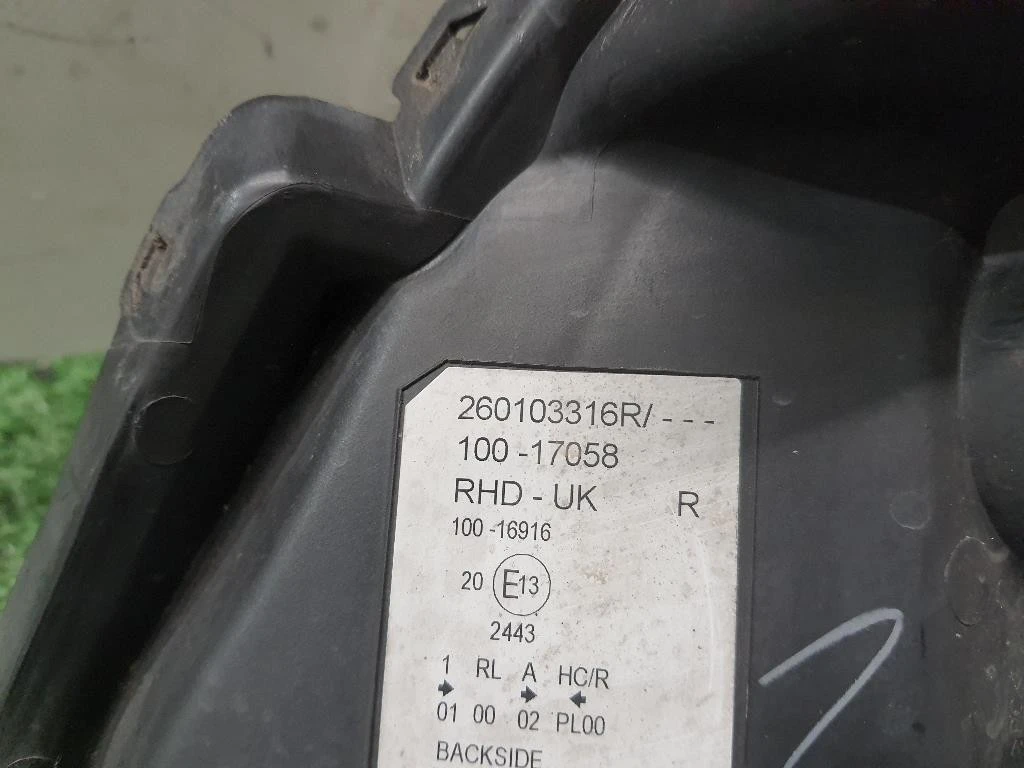 260103316R/- - -
100 -17058
RHD - UK R
100 -16916
20 E13
2443
1 RL A HC/R
01 00 02 PL00
BACKSIDE